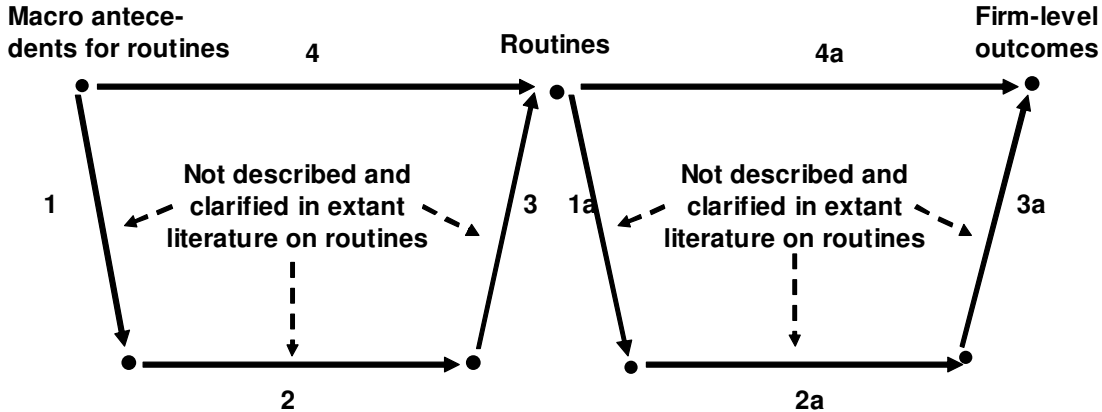 Macro antece-
dents for routines
4
Routines
4a
Firm-level
outcomes
1
Not described and
clarified in extant
literature on routines
3
1a
Not described and
clarified in extant
literature on routines
3a
2
2a